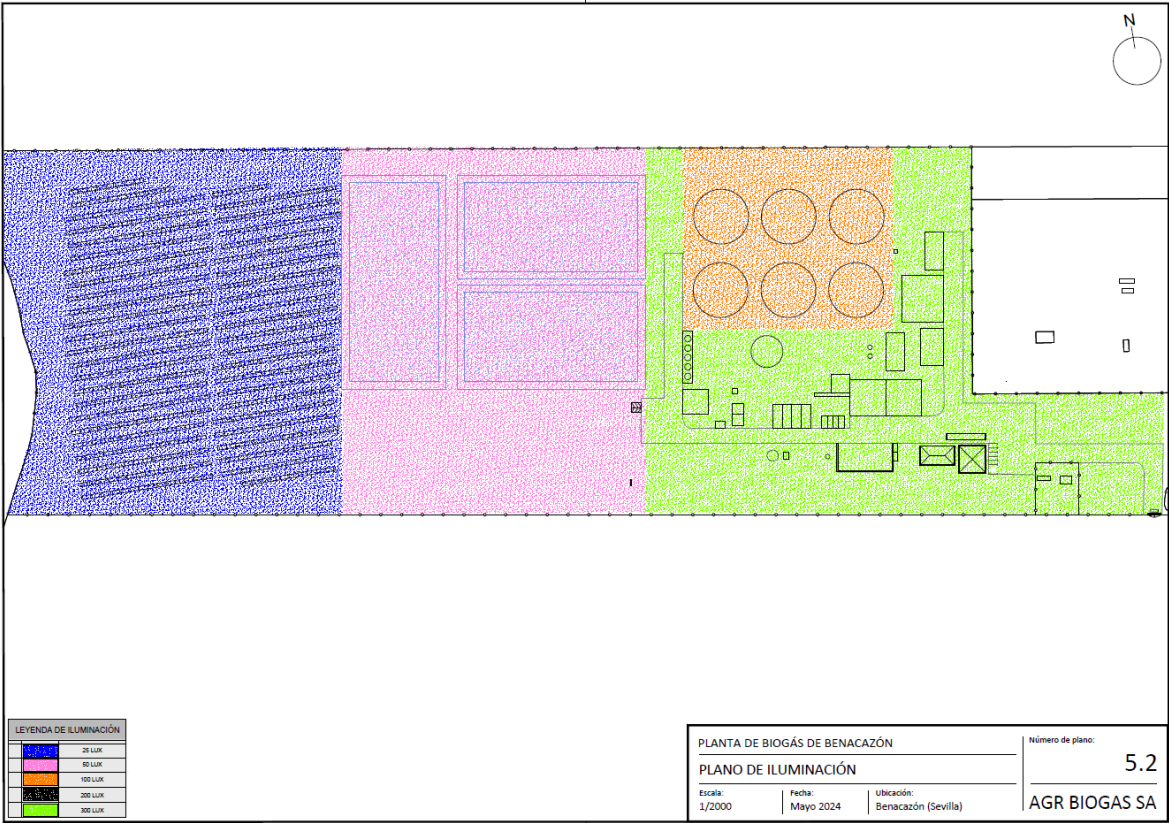 N
LEYENDA DE ILUMINACIÓN
25 LUX
50 LUX
100 LUX
200 LUX
300 LUX
PLANTA DE BIOGÁS DE BENACAZÓN
PLANO DE ILUMINACIÓN
Escala:
1/2000
Fecha:
Mayo 2024
Ubicación:
Benacazón (Sevilla)
Número de plano:
5.2
AGR BIOGAS SA